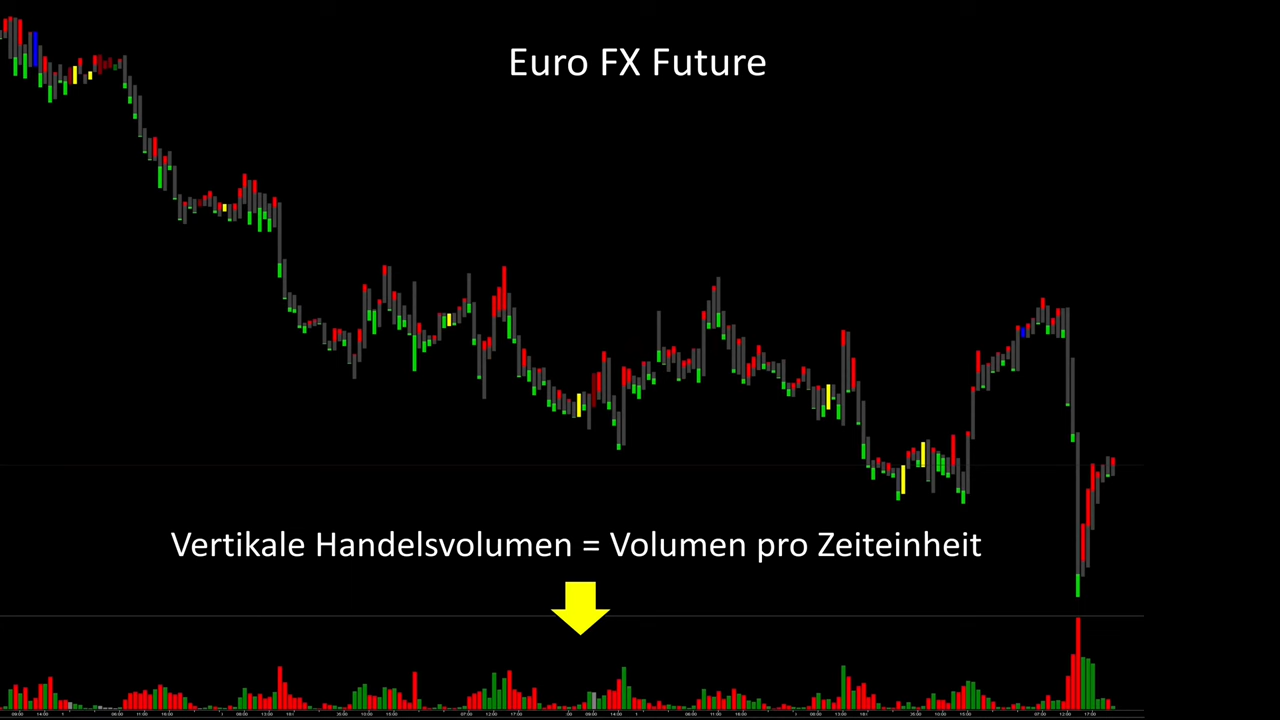 Euro FX Future
Vertikale Handelsvolumen = Volumen pro Zeiteinheit